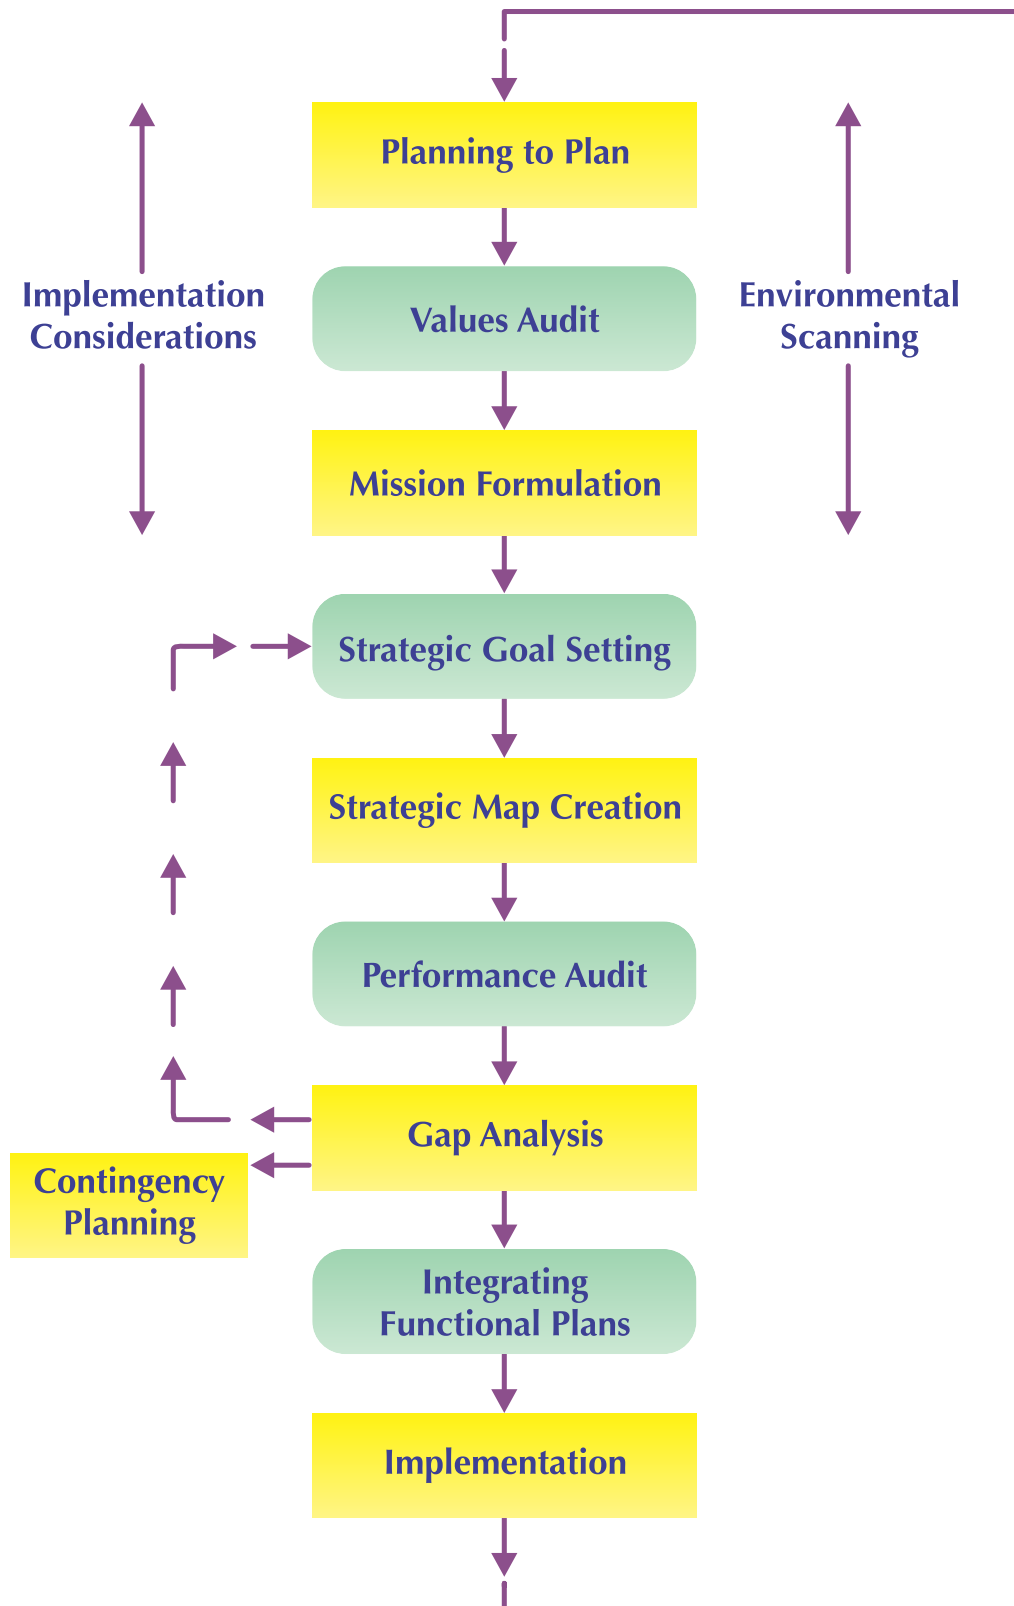 Planning to Plan
Implementation
Considerations
Values Audit
Environmental
Scanning
Mission Formulation
Strategic Goal Setting
Strategic Map Creation
Performance Audit
Gap Analysis
Contingency
Planning
Integrating
Functional Plans
Implementation